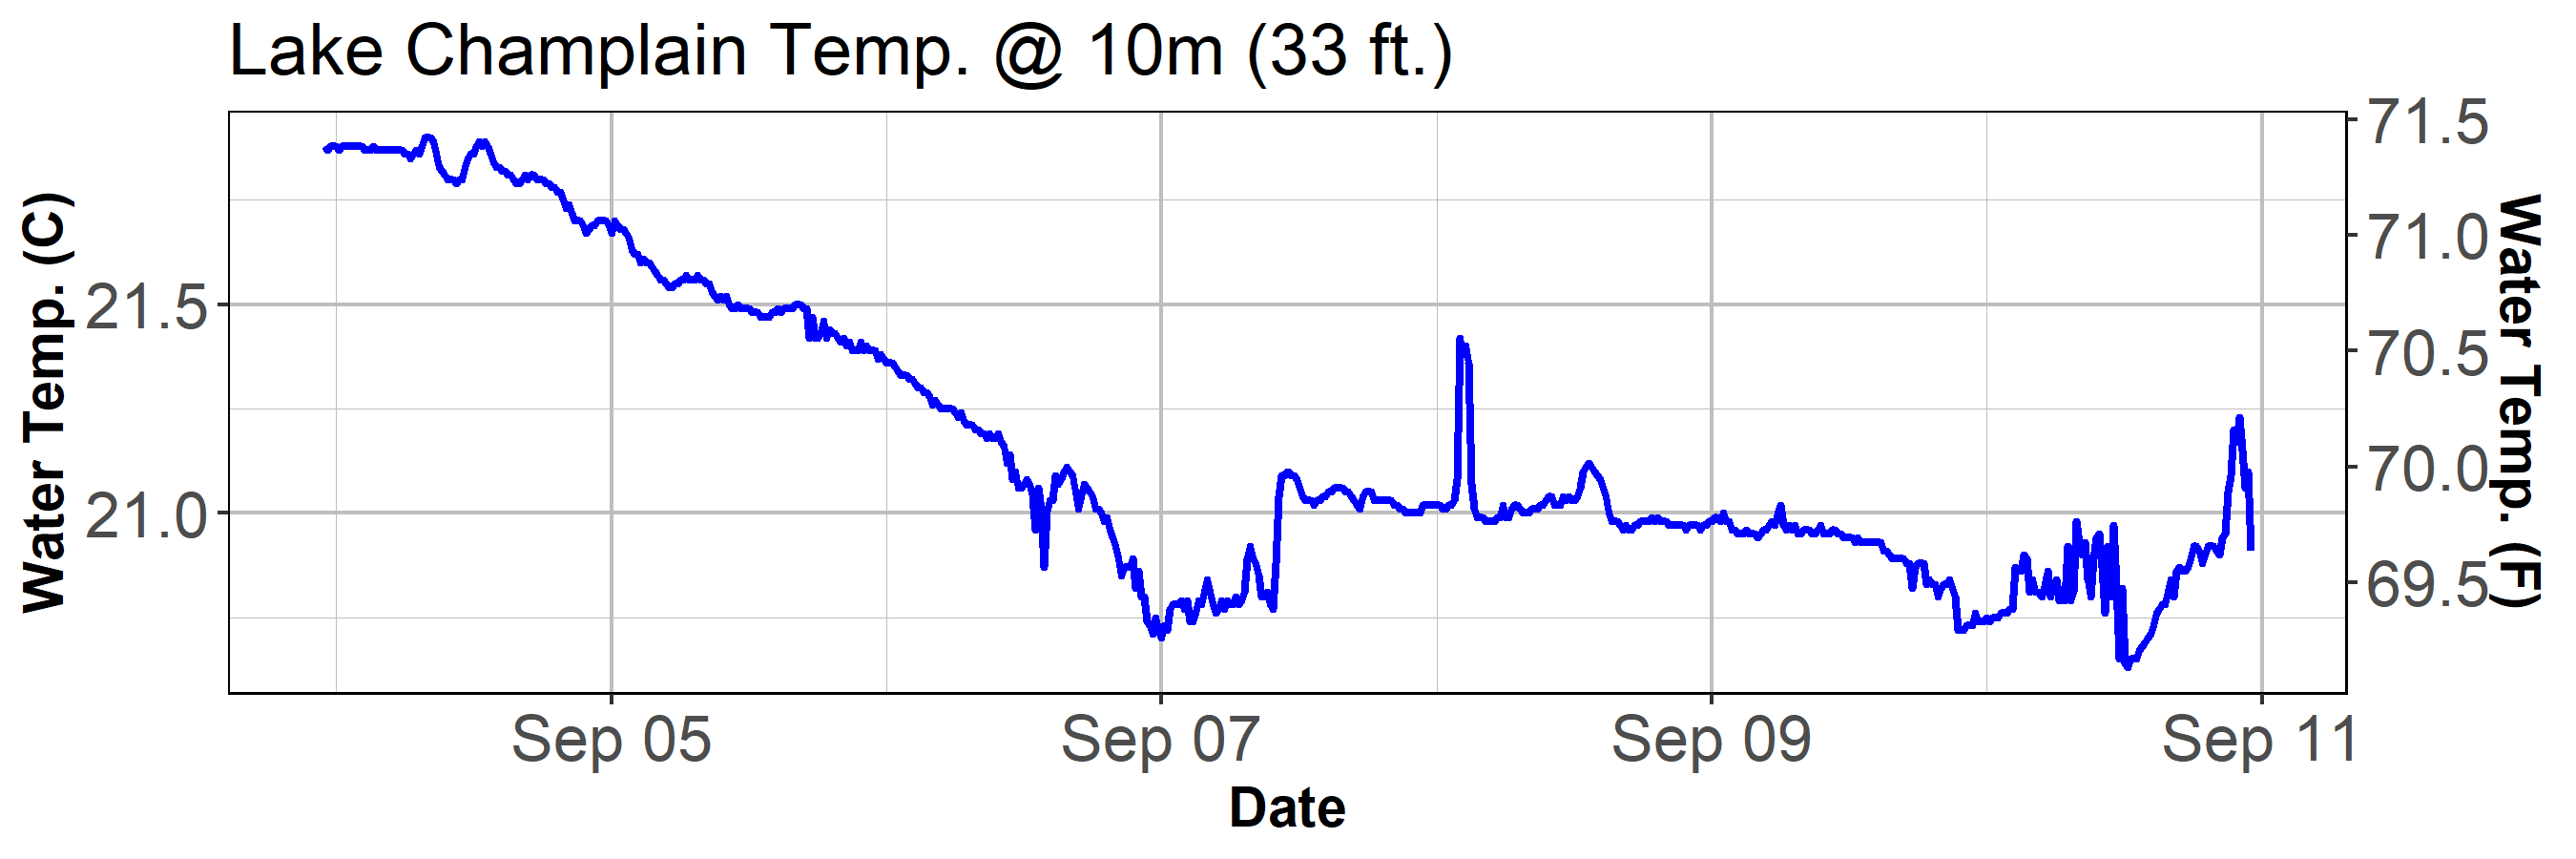 Lake Champlain Temp. @ 10m (33 ft.)
Water Temp. (C)
21.5
21.0
71.5
71.0
70.5
70.0
69.5
Water Temp. (F)
Sep 05
Sep 07
Sep 09
Sep 11
Date